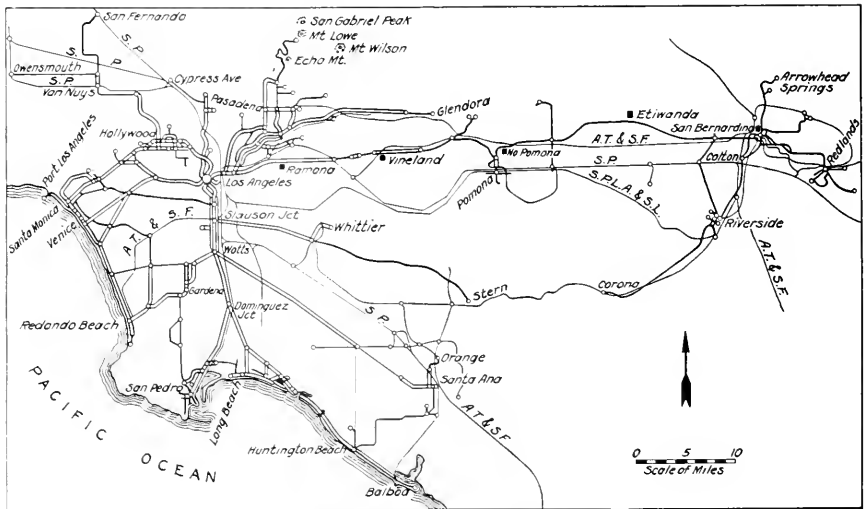 San Fernando
San Gabriel Peak
Mt Lowe
Mt Wilson
Echo Mt.
S. P.
S. P.
Owensmouth
S. P.
Van Nuys
Cypress Ave
Pasadena
Glendora
Etiwanda
Arrowhead
Springs
San Bernardino
Hollywood
T
A.T. & S.F.
Port Los Angeles
Ramona
Vineland
No Pomona
S.P.
Colton
Redlands
Los Angeles
Pomona
S.P.L.A & S.L.
Santa Monica
Venice
A.T. & S.F.
Slauson Jct
Whittier
Riverside
Watts
A.T. & S.F.
Gardena
Stern
Corona
Dominguez
Jct
S.P.
Redondo Beach
Orange
San Pedro
Santa Ana
Long Beach
A T & S F
PACIFIC OCEAN
Huntington Beach
Balboa
0 5 10
Scale of Miles